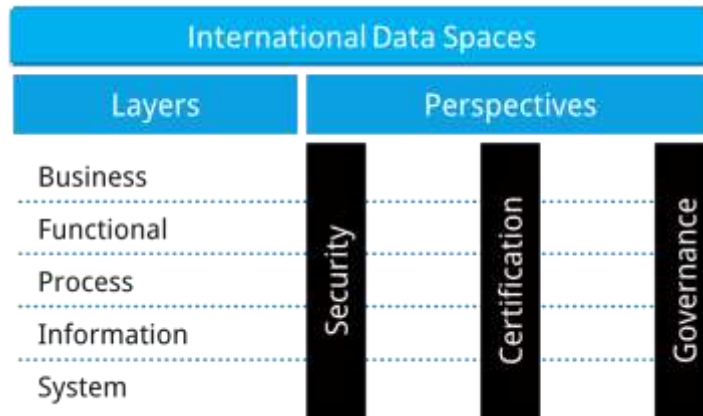 International Data Spaces
Layers
Perspectives
Business
Functional
Process
Information
System
Security
Certification
Governance